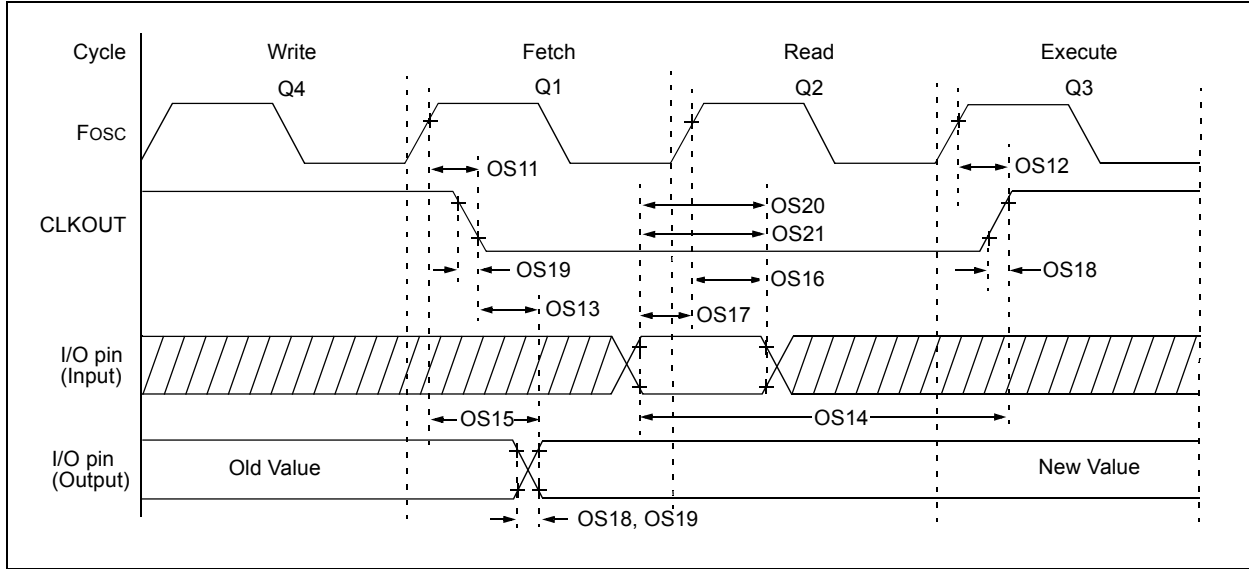 Cycle Write Fetch Read Execute
Q4 Q1 Q2 Q3
FOSC
OS11 OS12
OS20
CLKOUT
OS21
OS19 OS16 OS18
OS13 OS17
I/O pin
(Input)
OS15 OS14
I/O pin
(Output)
Old Value New Value
OS18, OS19